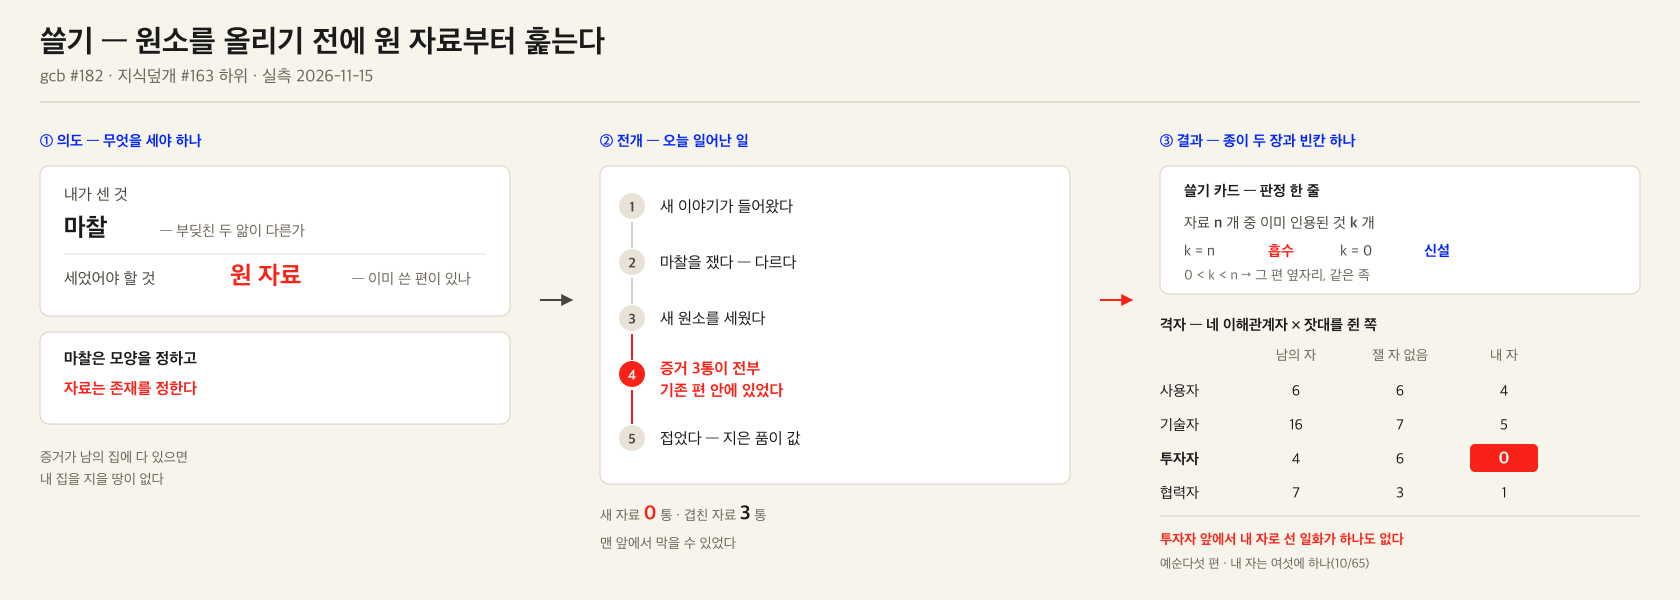 쓸기 — 원소를 올리기 전에 원 자료부터 훑는다
gcb #182 · 지식덮개 #163 하위 · 실측 2026-11-15
① 의도 — 무엇을 세야 하나
내가 센 것
마찰 — 부딪친 두 앎이 다른가
세었어야 할 것 원 자료 — 이미 쓴 편이 있나
마찰은 모양을 정하고
자료는 존재를 정한다
증거가 남의 집에 다 있으면
내 집을 지을 땅이 없다
② 전개 — 오늘 일어난 일
1 새 이야기가 들어왔다
2 마찰을 쟀다 — 다르다
3 새 원소를 세웠다
4 증거 3통이 전부
기존 편 안에 있었다
5 접었다 — 지은 품이 값
새 자료 0 통 · 겹친 자료 3 통
맨 앞에서 막을 수 있었다
③ 결과 — 종이 두 장과 빈칸 하나
쓸기 카드 — 판정 한 줄
자료 n 개 중 이미 인용된 것 k 개
k = n 흡수 k = 0 신설
0 < k < n → 그 편 옆자리, 같은 족
격자 — 네 이해관계자 × 잣대를 쥔 쪽
남의 자 잴 자 없음 내 자
사용자 6 6 4
기술자 16 7 5
투자자 4 6 0
협력자 7 3 1
투자자 앞에서 내 자로 선 일화가 하나도 없다
예순다섯 편 · 내 자는 여섯에 하나(10/65)